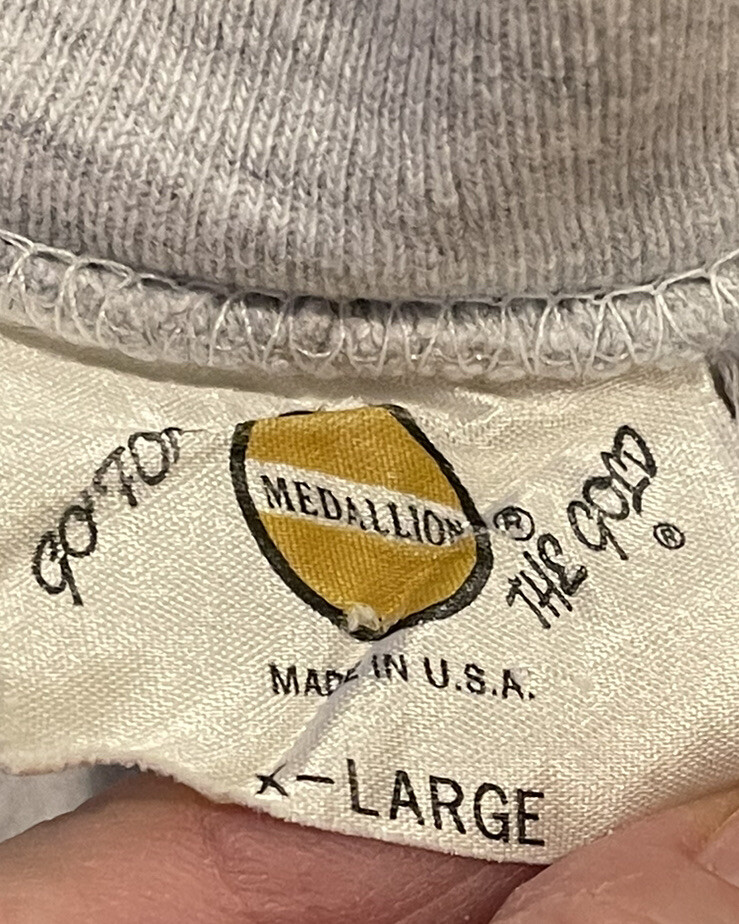 GO FOR
MEDALLION ®
THE GOLD ®
MADE IN U.S.A.
X-LARGE